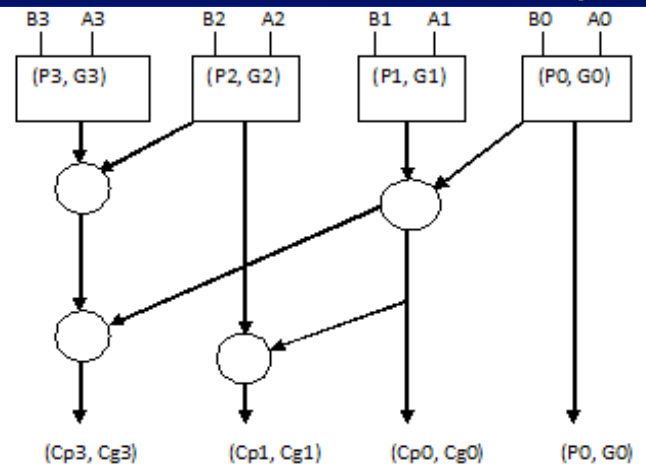 B3 A3 B2 A2 B1 A1 B0 A0
(P3, G3) (P2, G2) (P1, G1) (P0, G0)
(Cp3, Cg3) (Cp1, Cg1) (Cp0, Cg0) (P0, G0)